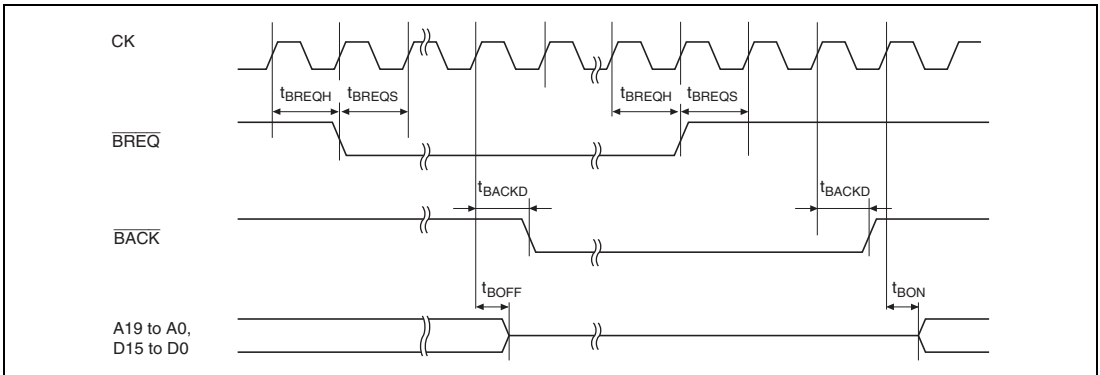 CK
tBREQH tBREQS tBREQH tBREQS
BREQ
tBACKD tBACKD
BACK
tBOFF tBON
A19 to A0,
D15 to D0